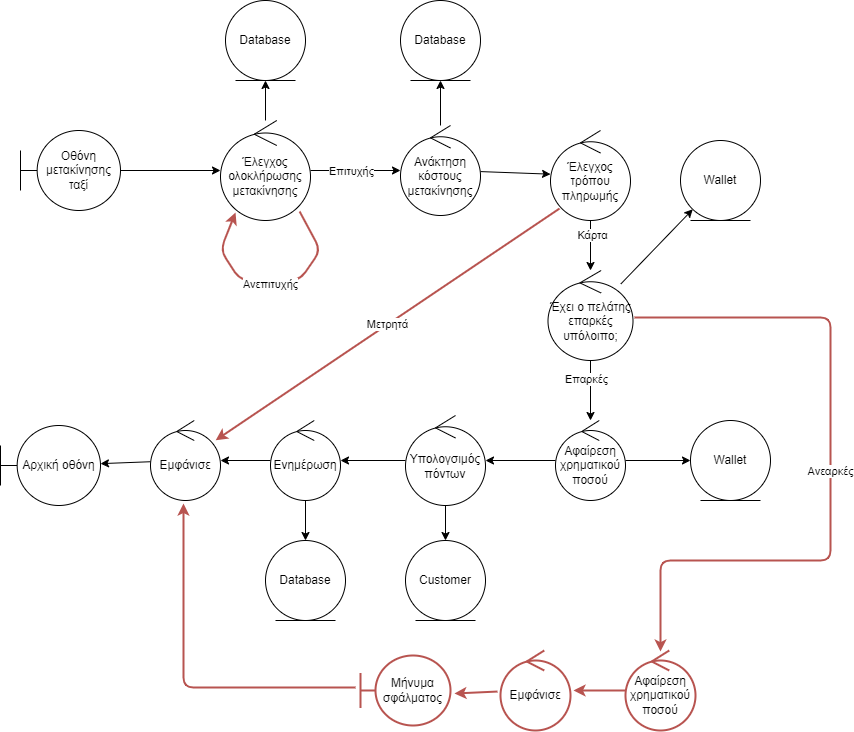 Database
Database
Οθόνη
μετακίνησης
ταξί
Έλεγχος
ολοκλήρωσης
μετακίνησης
Επιτυχής
Ανάκτηση
κόστους
μετακίνησης
Έλεγχος
τρόπου
πληρωμής
Wallet
Κάρτα
Ανεπιτυχής
Μετρητά
Έχει ο πελάτης
επαρκές
υπόλοιπο;
Επαρκές
Αρχική οθόνη
Εμφάνισε
Ενημέρωση
Υπολογσιμός
πόντων
Αφαίρεση
χρηματικού
ποσού
Wallet
Ανεαρκές
Database
Customer
Μήνυμα
σφάλματος
Εμφάνισε
Αφαίρεση
χρηματικού
ποσού